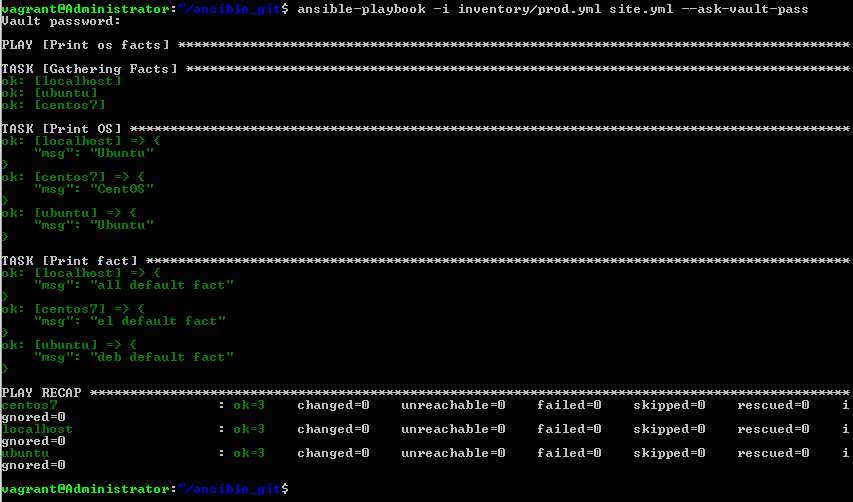 vagrant@Administrator:~/ansible_git$ ansible-playbook -i inventory/prod.yml site.yml --ask-vault-pass
Vault password:
PLAY [Print os facts] ************************************************************************************
TASK [Gathering Facts] ***********************************************************************************
ok: [localhost]
ok: [ubuntu]
ok: [centos7]
TASK [Print OS] ******************************************************************************************
ok: [localhost] => {
    "msg": "Ubuntu"
}
ok: [centos7] => {
    "msg": "CentOS"
}
ok: [ubuntu] => {
    "msg": "Ubuntu"
}
TASK [Print fact] ****************************************************************************************
ok: [localhost] => {
    "msg": "all default fact"
}
ok: [centos7] => {
    "msg": "el default fact"
}
ok: [ubuntu] => {
    "msg": "deb default fact"
}
PLAY RECAP ***********************************************************************************************
centos7                    : ok=3    changed=0    unreachable=0    failed=0    skipped=0    rescued=0    i
gnored=0
localhost                  : ok=3    changed=0    unreachable=0    failed=0    skipped=0    rescued=0    i
gnored=0
ubuntu                     : ok=3    changed=0    unreachable=0    failed=0    skipped=0    rescued=0    i
gnored=0
vagrant@Administrator:~/ansible_git$